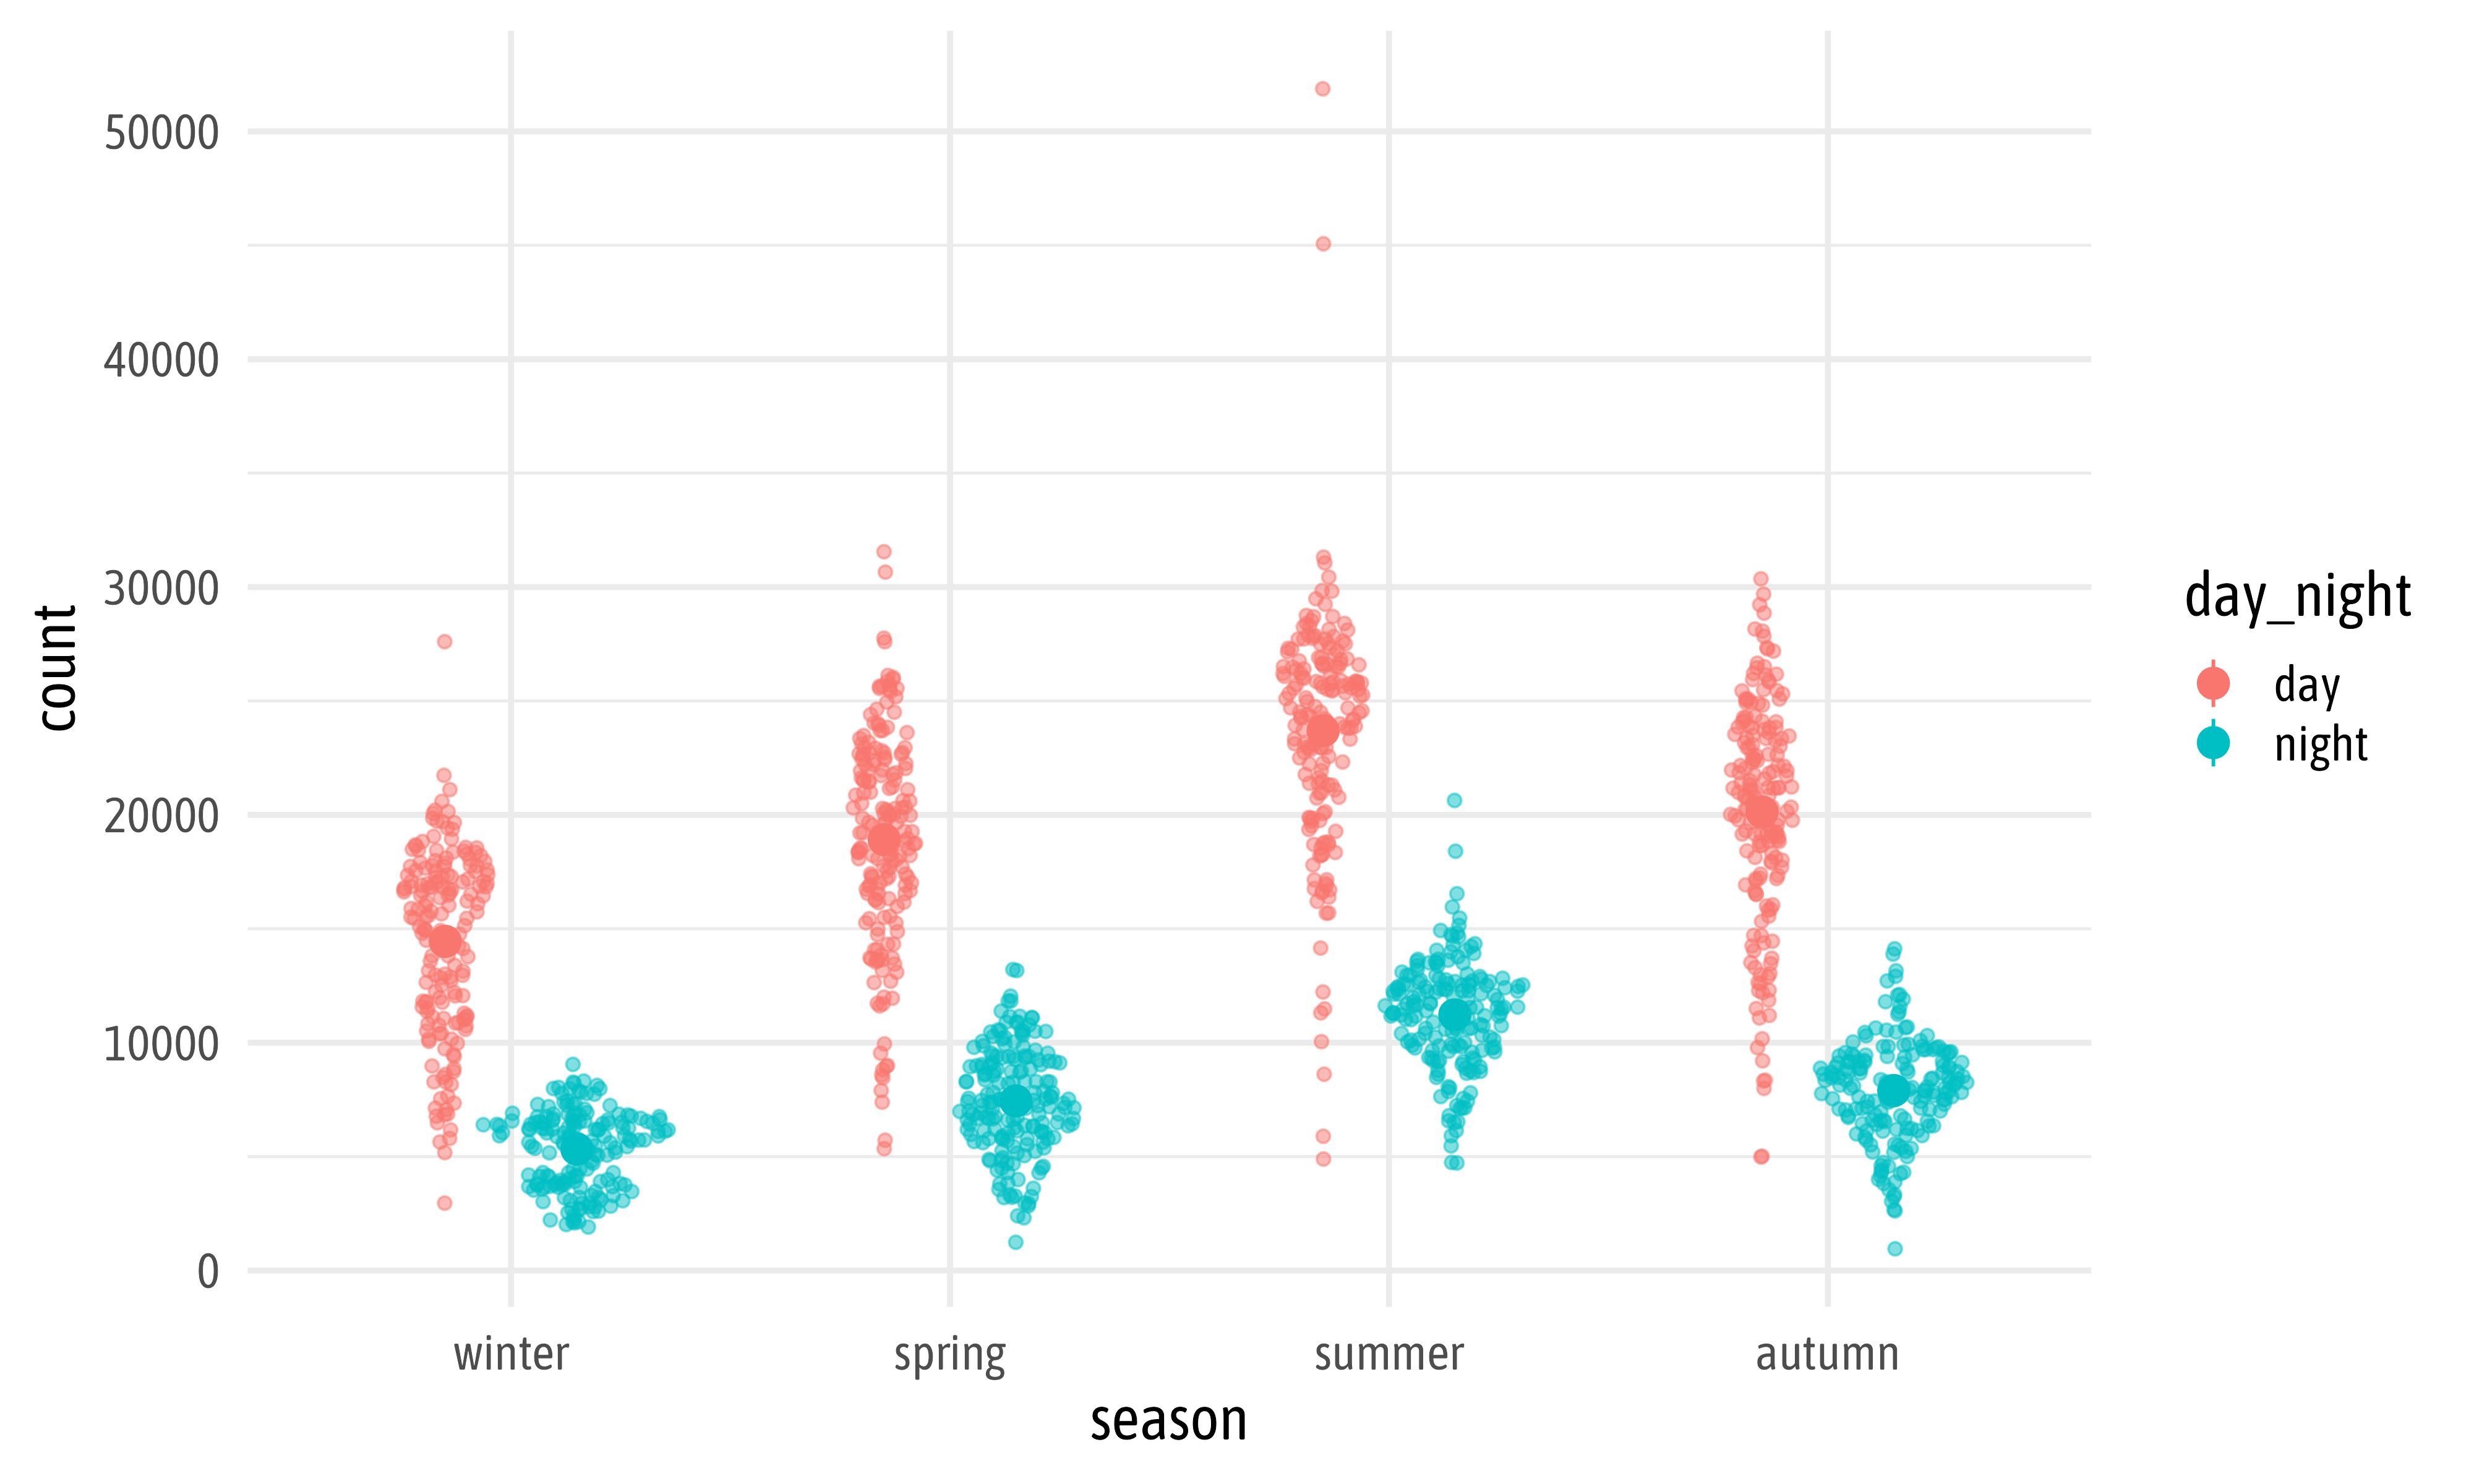 50000
40000
30000
20000
10000
0
count
winter
spring
summer
autumn
season
day_night
day
night